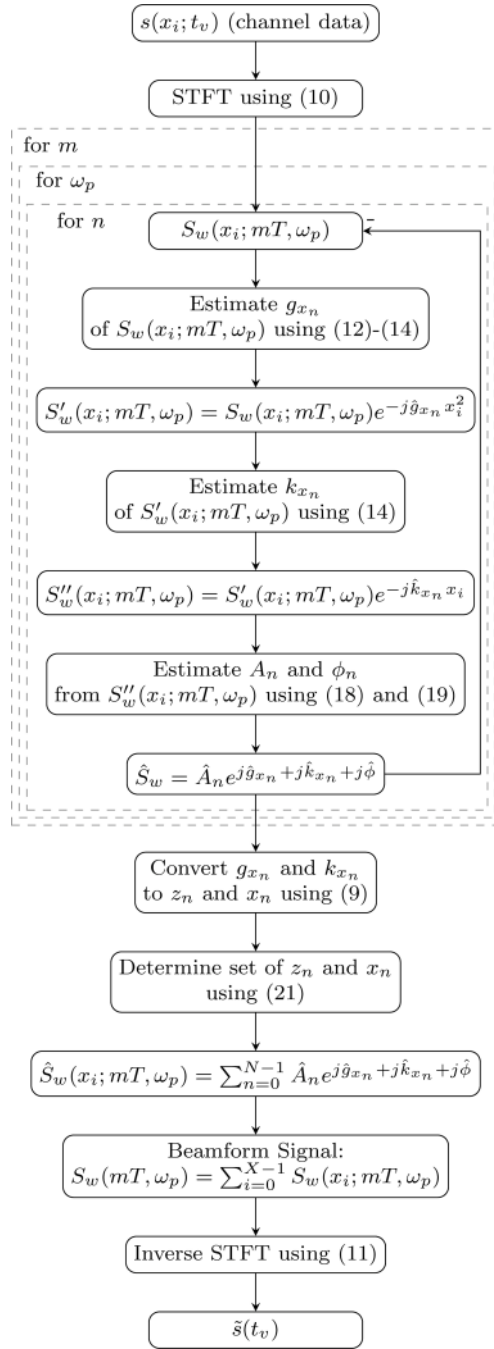 s(x_i; t_v) (channel data)
STFT using (10)
for m
for ω_p
for n
S_w(x_i; mT, ω_p)
-
Estimate g_{x_n}
of S_w(x_i; mT, ω_p) using (12)-(14)
S'_w(x_i; mT, ω_p) = S_w(x_i; mT, ω_p)e^{-jĝ_{x_n} x_i^2}
Estimate k_{x_n}
of S'_w(x_i; mT, ω_p) using (14)
S''_w(x_i; mT, ω_p) = S'_w(x_i; mT, ω_p)e^{-jk̂_{x_n} x_i}
Estimate A_n and ϕ_n
from S''_w(x_i; mT, ω_p) using (18) and (19)
Ŝ_w = Â_n e^{jĝ_{x_n}+jk̂_{x_n}+jϕ̂}
Convert g_{x_n} and k_{x_n}
to z_n and x_n using (9)
Determine set of z_n and x_n
using (21)
Ŝ_w(x_i; mT, ω_p) = ∑_{n=0}^{N-1} Â_n e^{jĝ_{x_n}+jk̂_{x_n}+jϕ̂}
Beamform Signal:
S_w(mT, ω_p) = ∑_{i=0}^{X-1} S_w(x_i; mT, ω_p)
Inverse STFT using (11)
s̃(t_v)